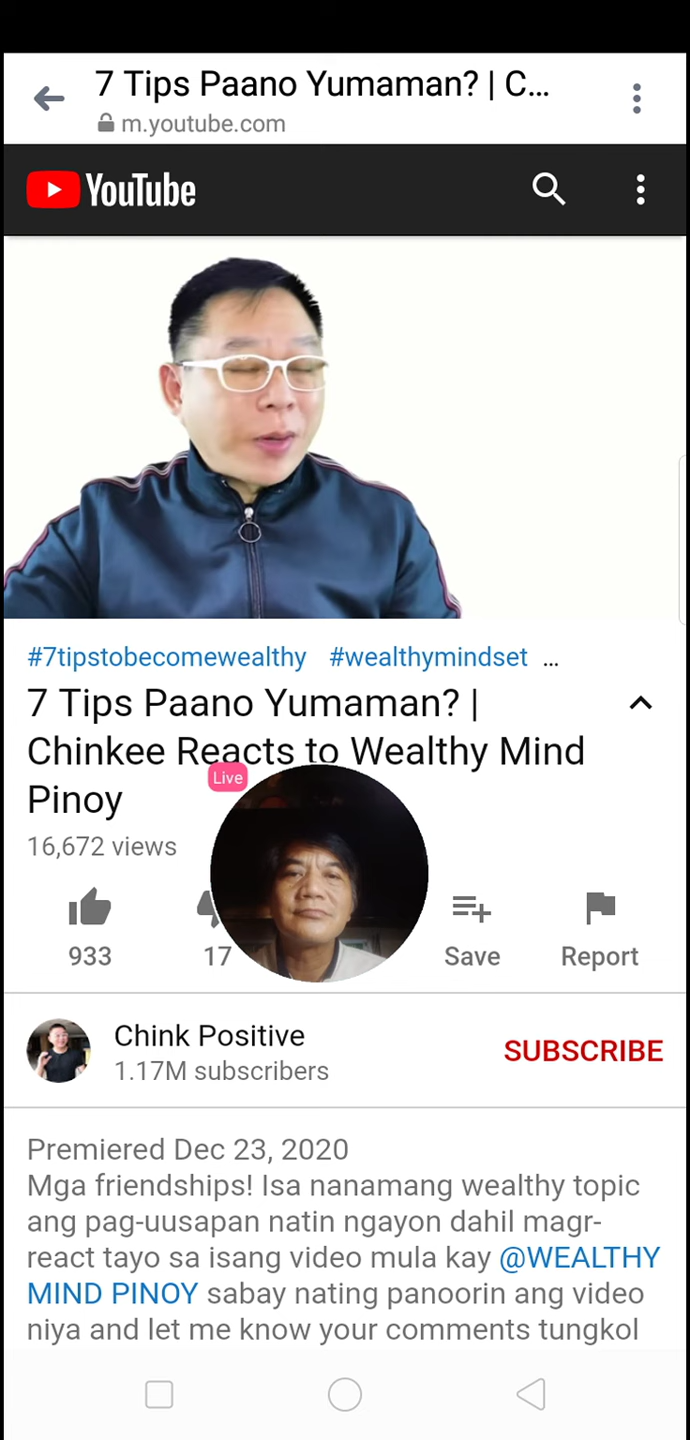 7 Tips Paano Yumaman? | C...
m.youtube.com
YouTube
#7tipstobecomewealthy #wealthymindset ...
7 Tips Paano Yumaman? |
Chinkee Reacts to Wealthy Mind
Pinoy
Live
16,672 views
933 17 Save Report
Chink Positive
1.17M subscribers
SUBSCRIBE
Premiered Dec 23, 2020
Mga friendships! Isa nanamang wealthy topic
ang pag-uusapan natin ngayon dahil magr-
react tayo sa isang video mula kay @WEALTHY
MIND PINOY sabay nating panoorin ang video
niya and let me know your comments tungkol